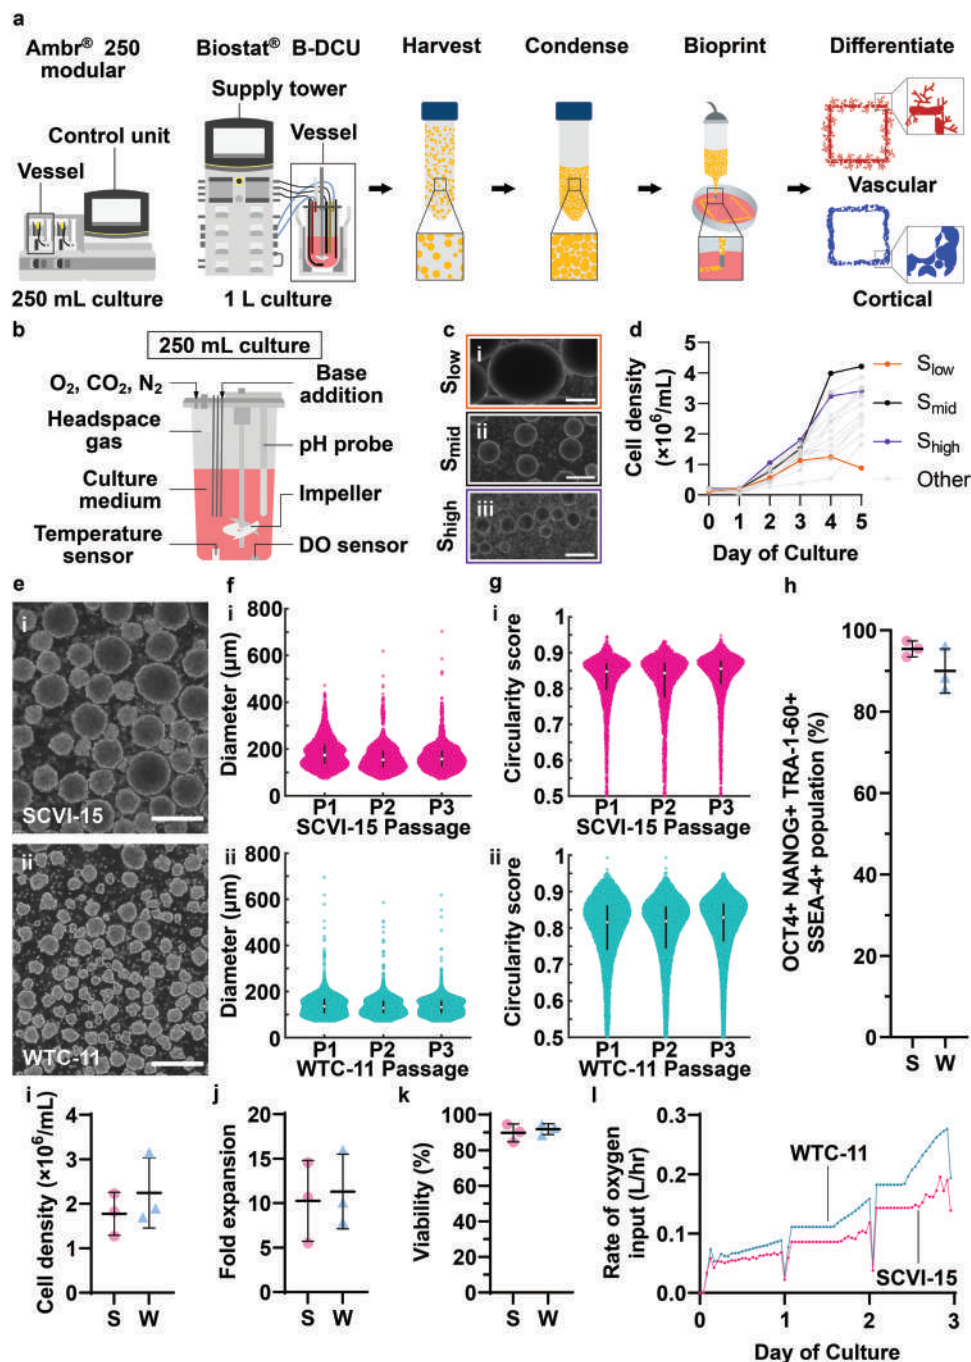 a
Ambr® 250 modular
Biostat® B-DCU
Harvest
Condense
Bioprint
Differentiate
Supply tower
Vessel
Control unit
Vessel
Vascular
Cortical
250 mL culture
1 L culture
b
250 mL culture
O2, CO2, N2
Base addition
Headspace gas
pH probe
Culture medium
Impeller
Temperature sensor
DO sensor
c
Slow
i
Smid
ii
Shigh
iii
d
Cell density (×10⁶/mL)
5
4
3
2
1
0
0 1 2 3 4 5
Day of Culture
Slow
Smid
Shigh
Other
e
i
SCVI-15
ii
WTC-11
f
i
Diameter (µm)
800
600
400
200
0
P1 P2 P3
SCVI-15 Passage
ii
Diameter (µm)
800
600
400
200
0
P1 P2 P3
WTC-11 Passage
g
i
Circularity score
1
0.9
0.8
0.7
0.6
0.5
P1 P2 P3
SCVI-15 Passage
ii
Circularity score
1
0.9
0.8
0.7
0.6
0.5
P1 P2 P3
WTC-11 Passage
h
OCT4+ NANOG+ TRA-1-60+ SSEA-4+ population (%)
100
80
60
40
20
0
S W
i
Cell density (×10⁶/mL)
4
3
2
1
0
S W
j
Fold expansion
20
15
10
5
0
S W
k
Viability (%)
100
80
60
40
20
0
S W
l
Rate of oxygen input (L/hr)
0.3
0.2
0.1
0.0
WTC-11
SCVI-15
0 1 2 3
Day of Culture